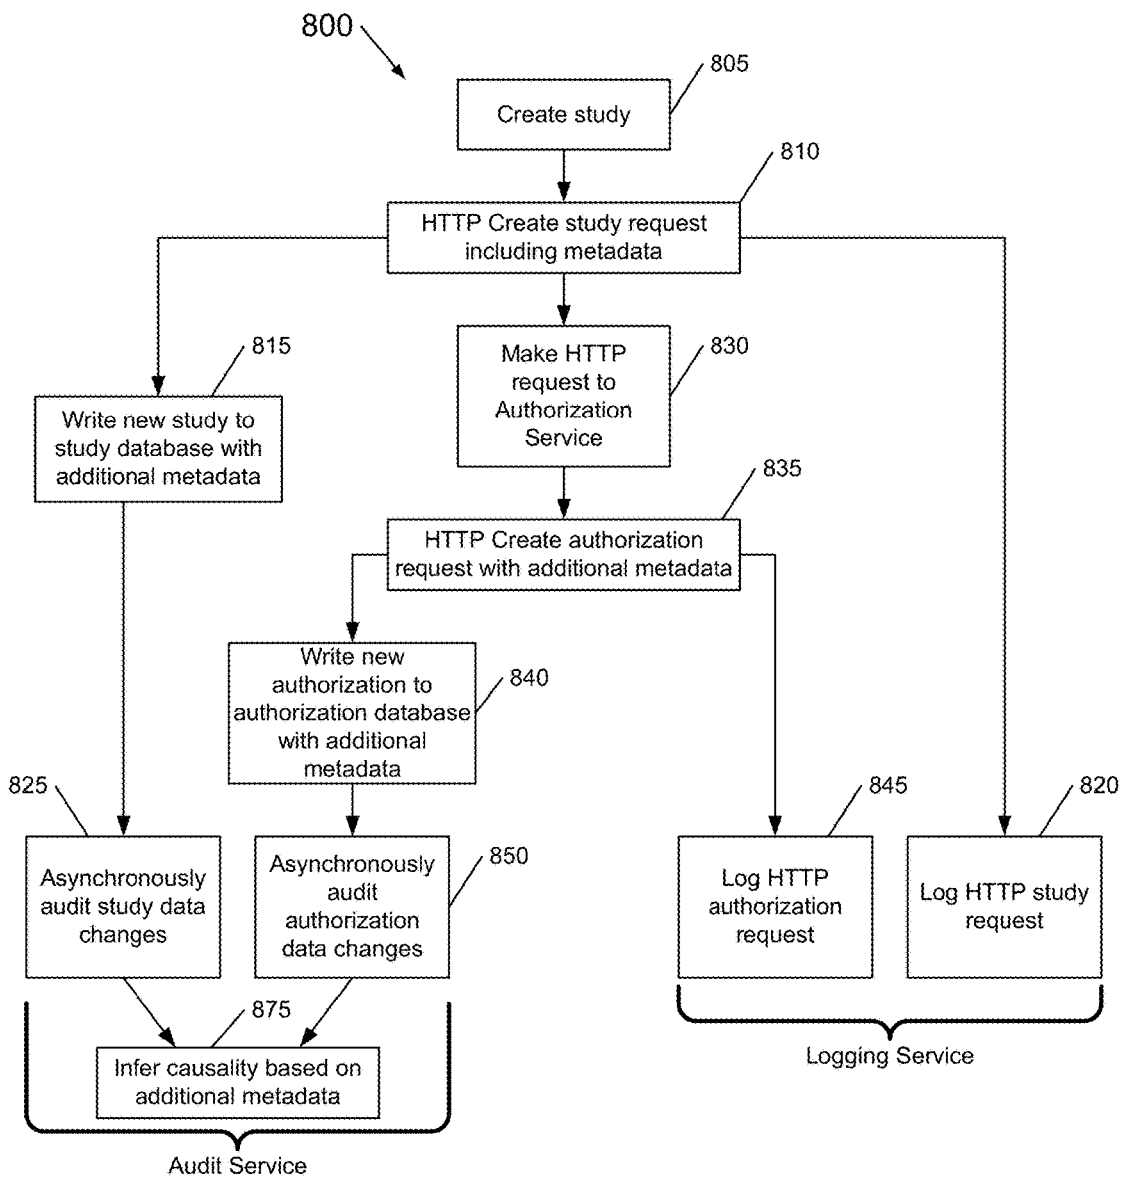 800
805
Create study
810
HTTP Create study request
including metadata
815
Write new study to
study database with
additional metadata
830
Make HTTP
request to
Authorization
Service
835
HTTP Create authorization
request with additional metadata
840
Write new
authorization to
authorization database
with additional
metadata
825
Asynchronously
audit study data
changes
850
Asynchronously
audit
authorization
data changes
845
Log HTTP
authorization
request
820
Log HTTP study
request
875
Infer causality based on
additional metadata
Audit Service
Logging Service